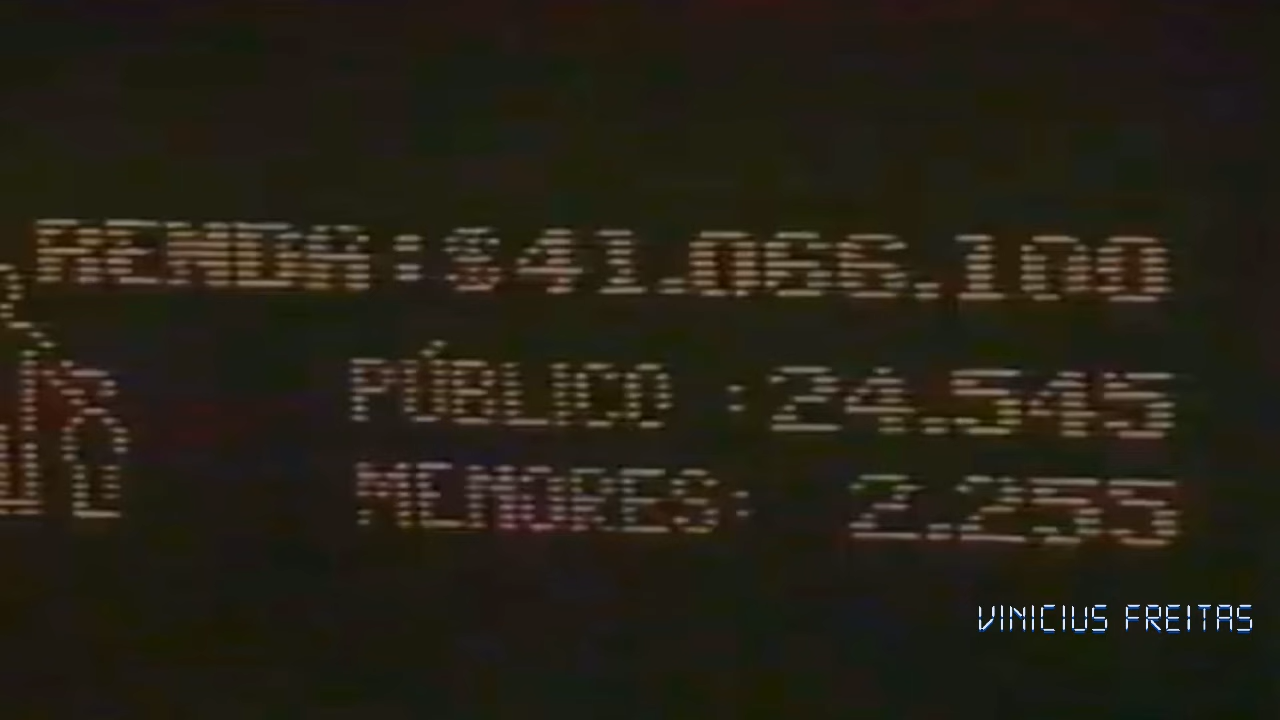 RENDA:$41.066.100
PÚBLICO :24.545
MENORES: 2.255
VINICIUS FREITAS